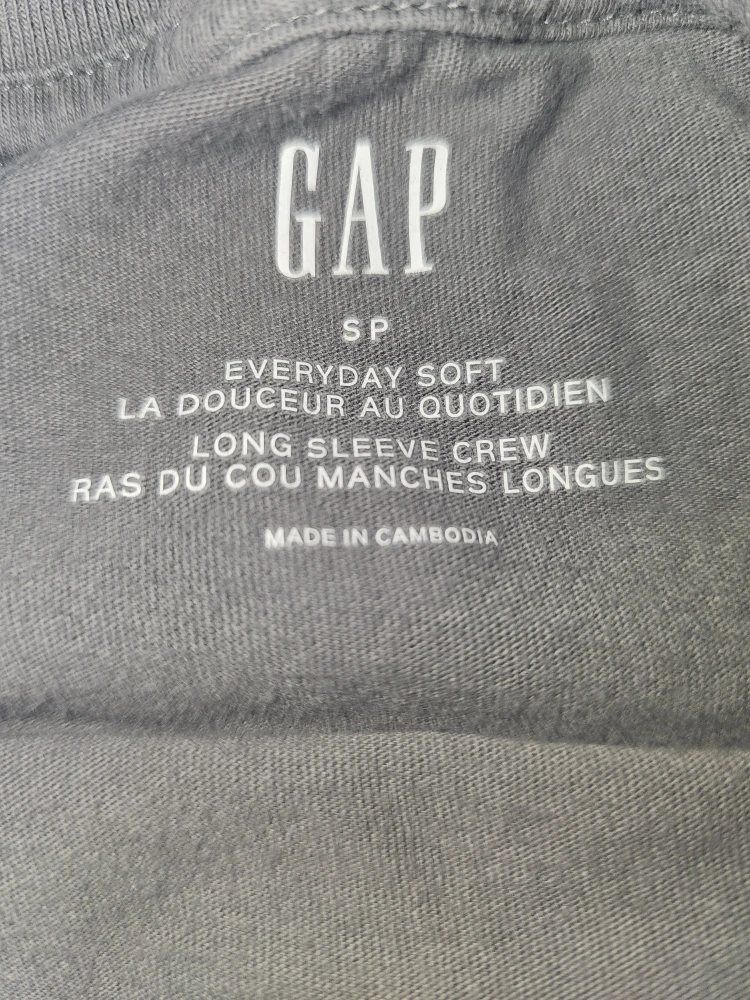 GAP
SP
EVERYDAY SOFT
LA DOUCEUR AU QUOTIDIEN
LONG SLEEVE CREW
RAS DU COU MANCHES LONGUES
MADE IN CAMBODIA